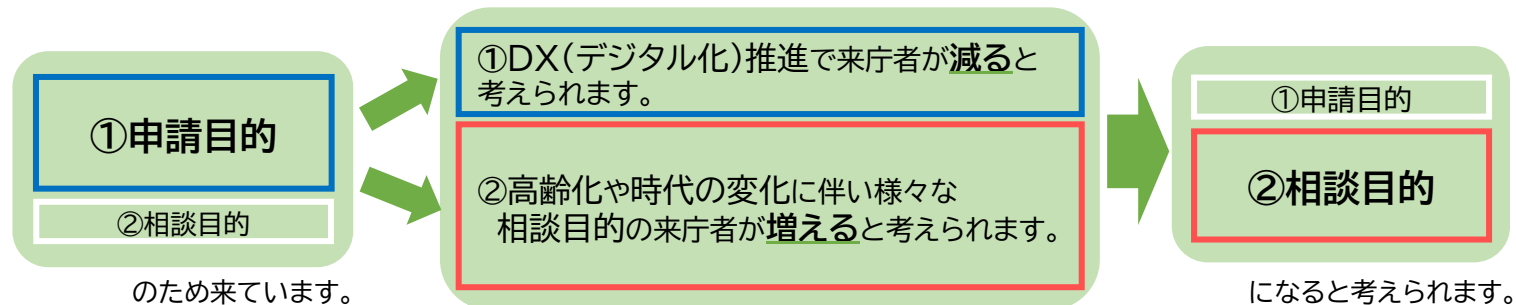 ①申請目的
②相談目的
のため来ています。
①DX(デジタル化)推進で来庁者が減ると
考えられます。
②高齢化や時代の変化に伴い様々な
相談目的の来庁者が増えると考えられます。
①申請目的
②相談目的
になると考えられます。